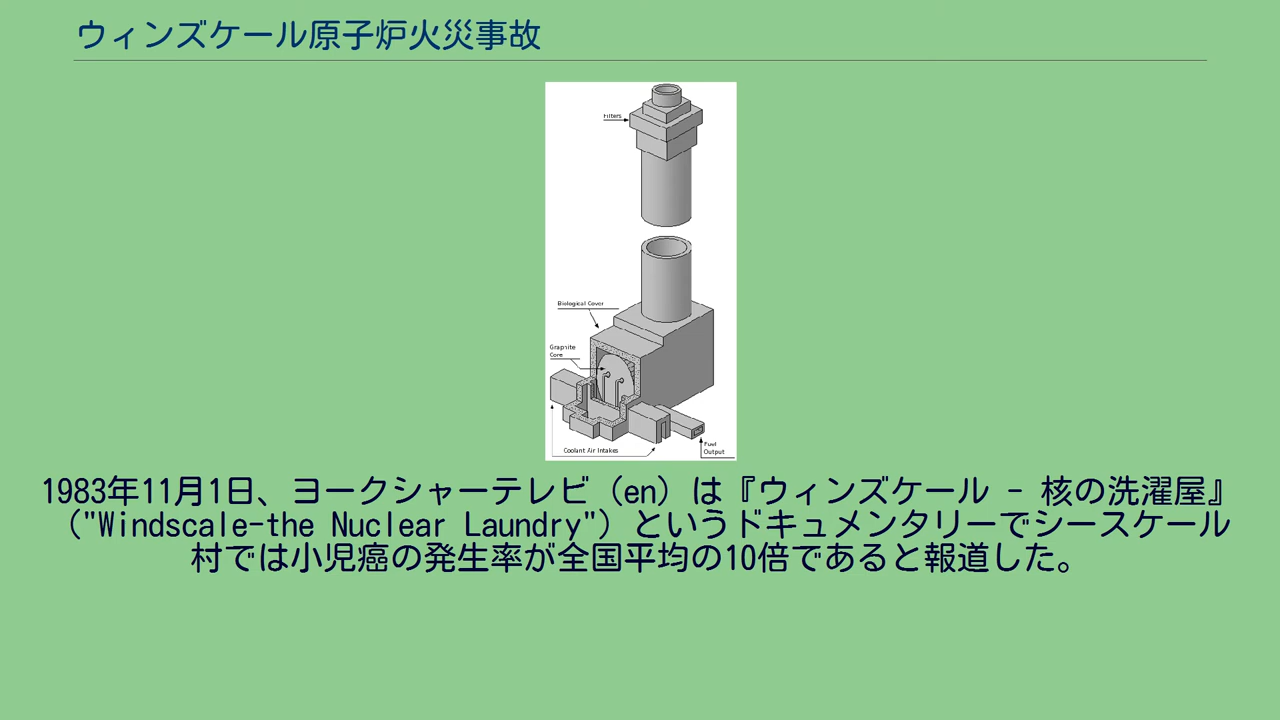 ウィンズケール原子炉火災事故
Filters
Biological Cover
Graphite
Core
Coolant Air Intakes
Fuel
Output
1983年11月1日、ヨークシャーテレビ（en）は『ウィンズケール - 核の洗濯屋』
（"Windscale-the Nuclear Laundry"）というドキュメンタリーでシースケール
村では小児癌の発生率が全国平均の10倍であると報道した。